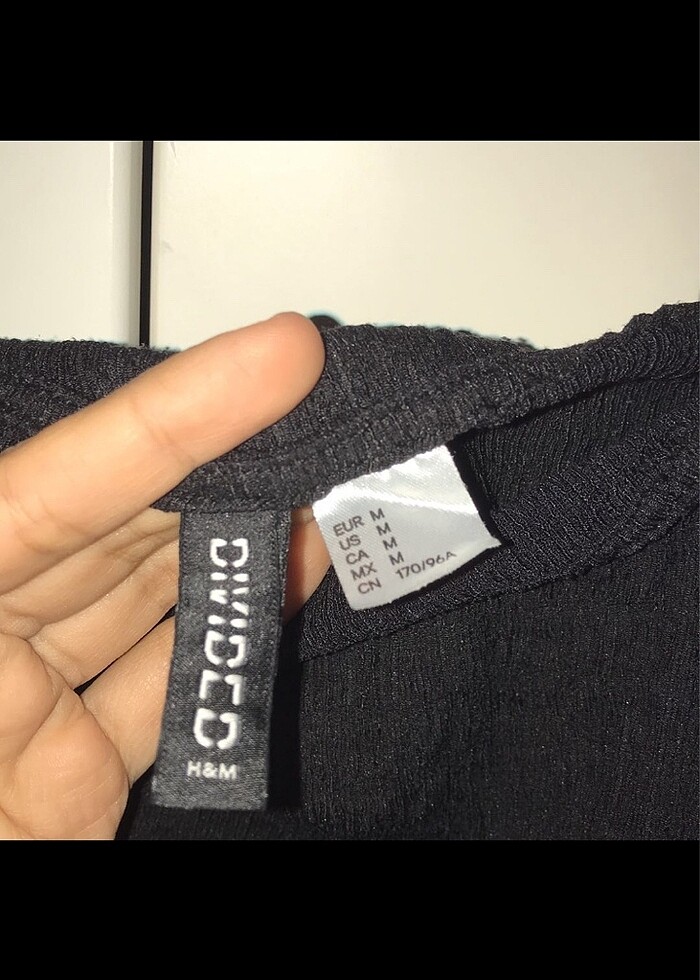 DIVIDED
H&M
EUR M
US M
CA M
MX M
CN 170/96A